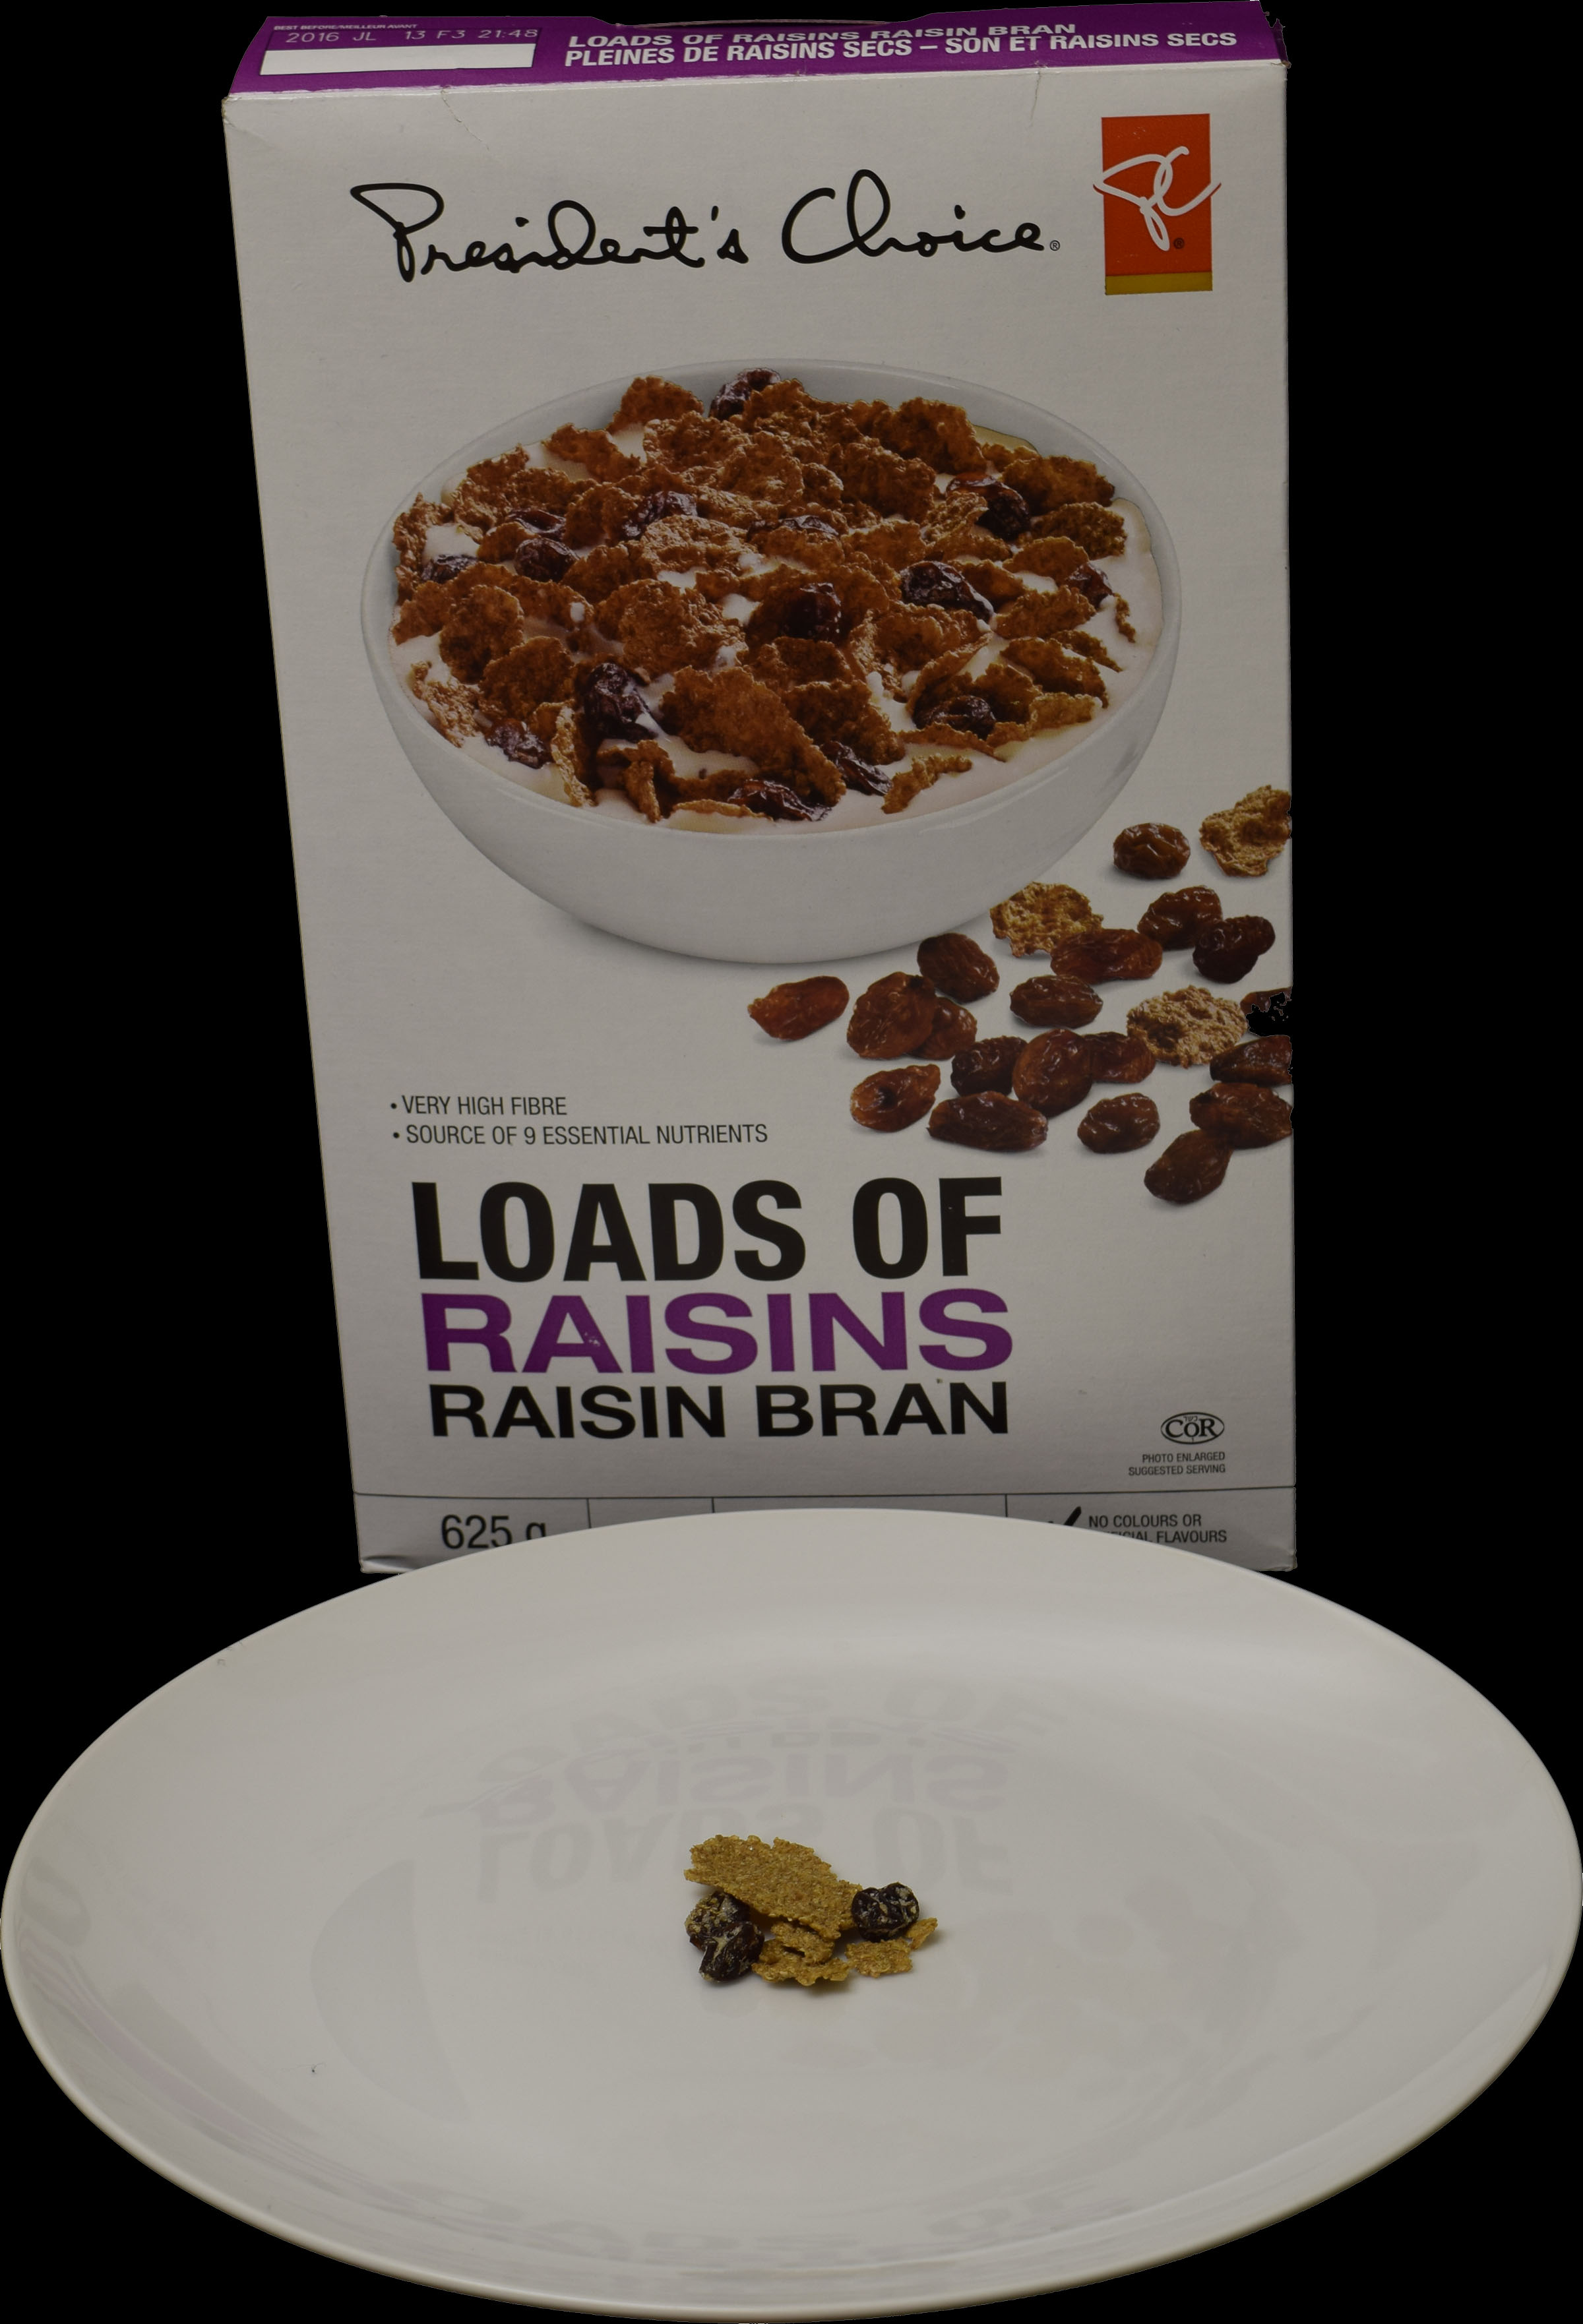 BEST BEFORE/MEILLEUR AVANT
2016 JL 13 F3 21:48
LOADS OF RAISINS RAISIN BRAN
PLEINES DE RAISINS SECS – SON ET RAISINS SECS
President's Choice®
PC®
• VERY HIGH FIBRE
• SOURCE OF 9 ESSENTIAL NUTRIENTS
LOADS OF
RAISINS
RAISIN BRAN
COR
PHOTO ENLARGED
SUGGESTED SERVING
625 g
NO COLOURS OR
FLAVOURS